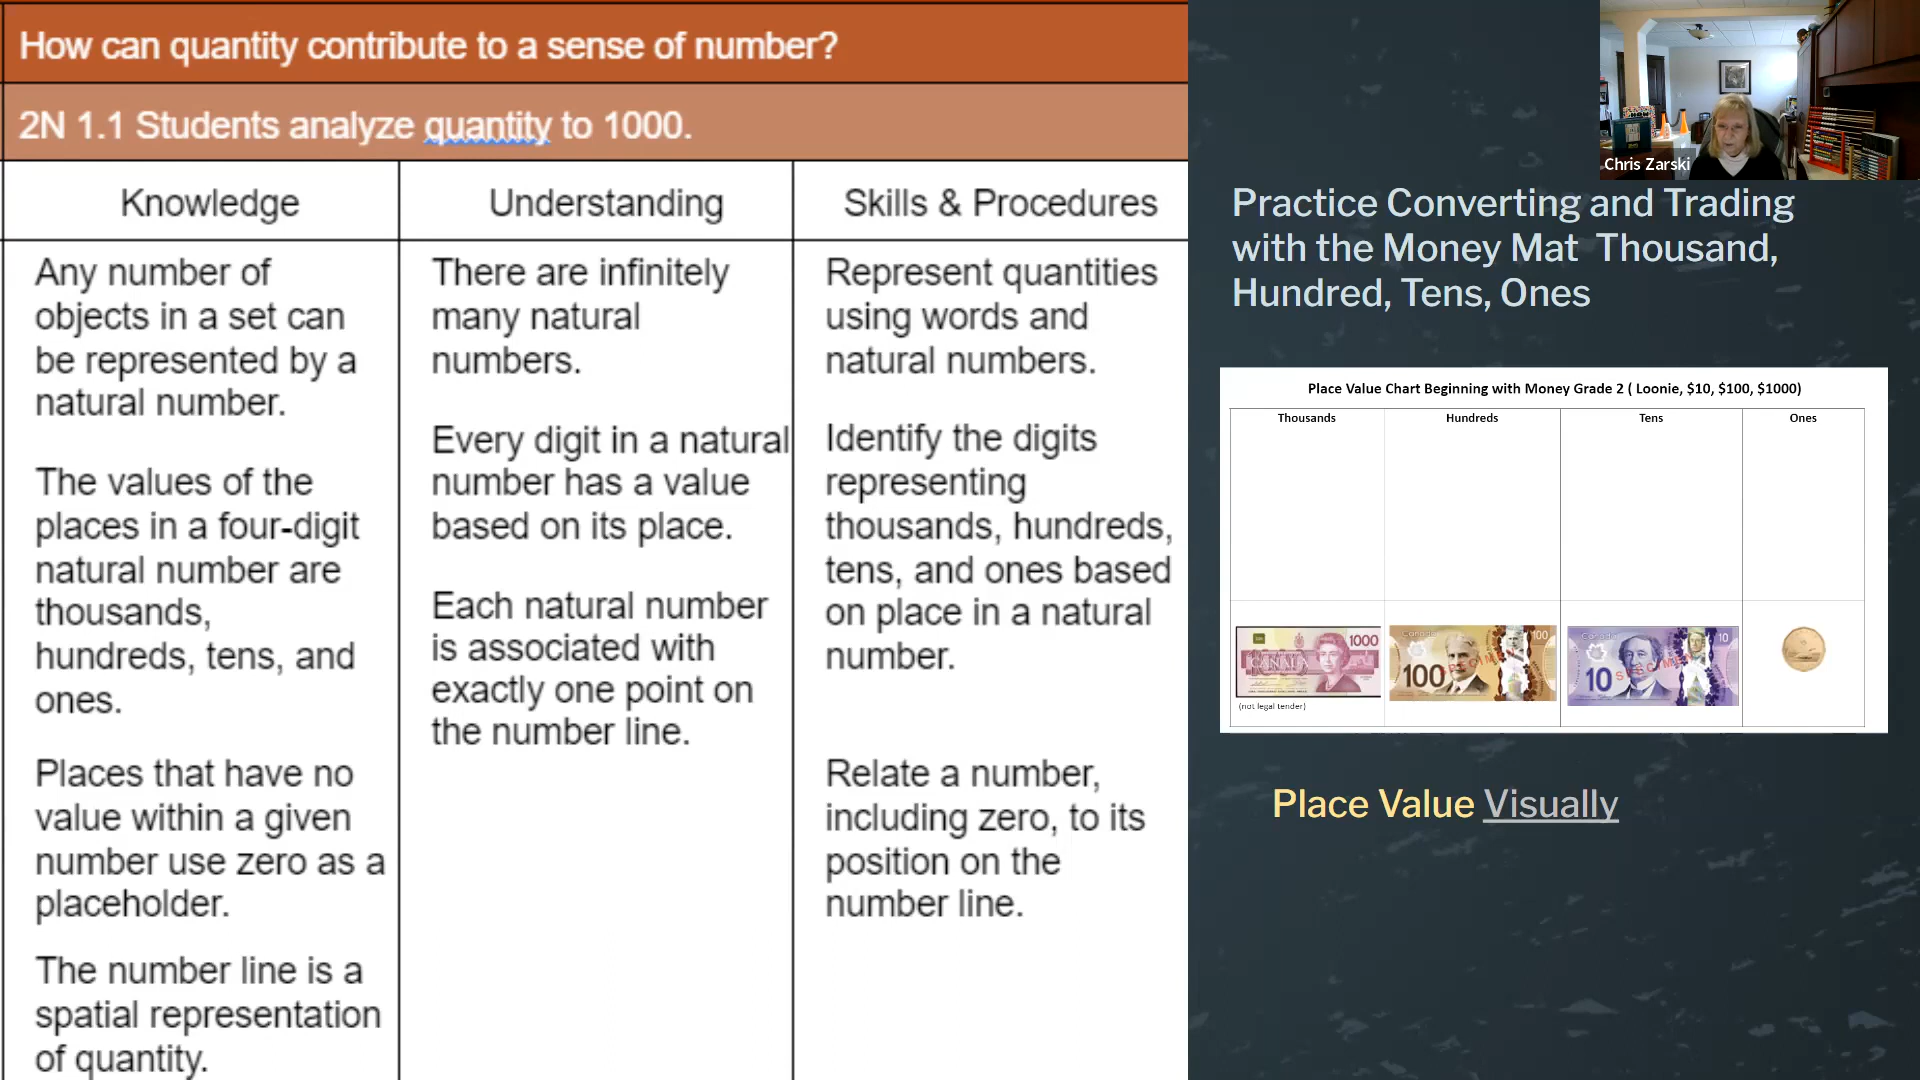 How can quantity contribute to a sense of number?
2N 1.1 Students analyze quantity to 1000.
Knowledge
Any number of
objects in a set can
be represented by a
natural number.
The values of the
places in a four-digit
natural number are
thousands,
hundreds, tens, and
ones.
Places that have no
value within a given
number use zero as a
placeholder.
The number line is a
spatial representation
of quantity.
Understanding
There are infinitely
many natural
numbers.
Every digit in a natural
number has a value
based on its place.
Each natural number
is associated with
exactly one point on
the number line.
Skills & Procedures
Represent quantities
using words and
natural numbers.
Identify the digits
representing
thousands, hundreds,
tens, and ones based
on place in a natural
number.
Relate a number,
including zero, to its
position on the
number line.
Chris Zarski
Practice Converting and Trading
with the Money Mat Thousand,
Hundred, Tens, Ones
Place Value Chart Beginning with Money Grade 2 ( Loonie, $10, $100, $1000)
Thousands
Hundreds
Tens
Ones
1000
CANADA
(not legal tender)
Canada
100
100
SPECIMEN
Canada
10
10
SPECIMEN
Place Value Visually